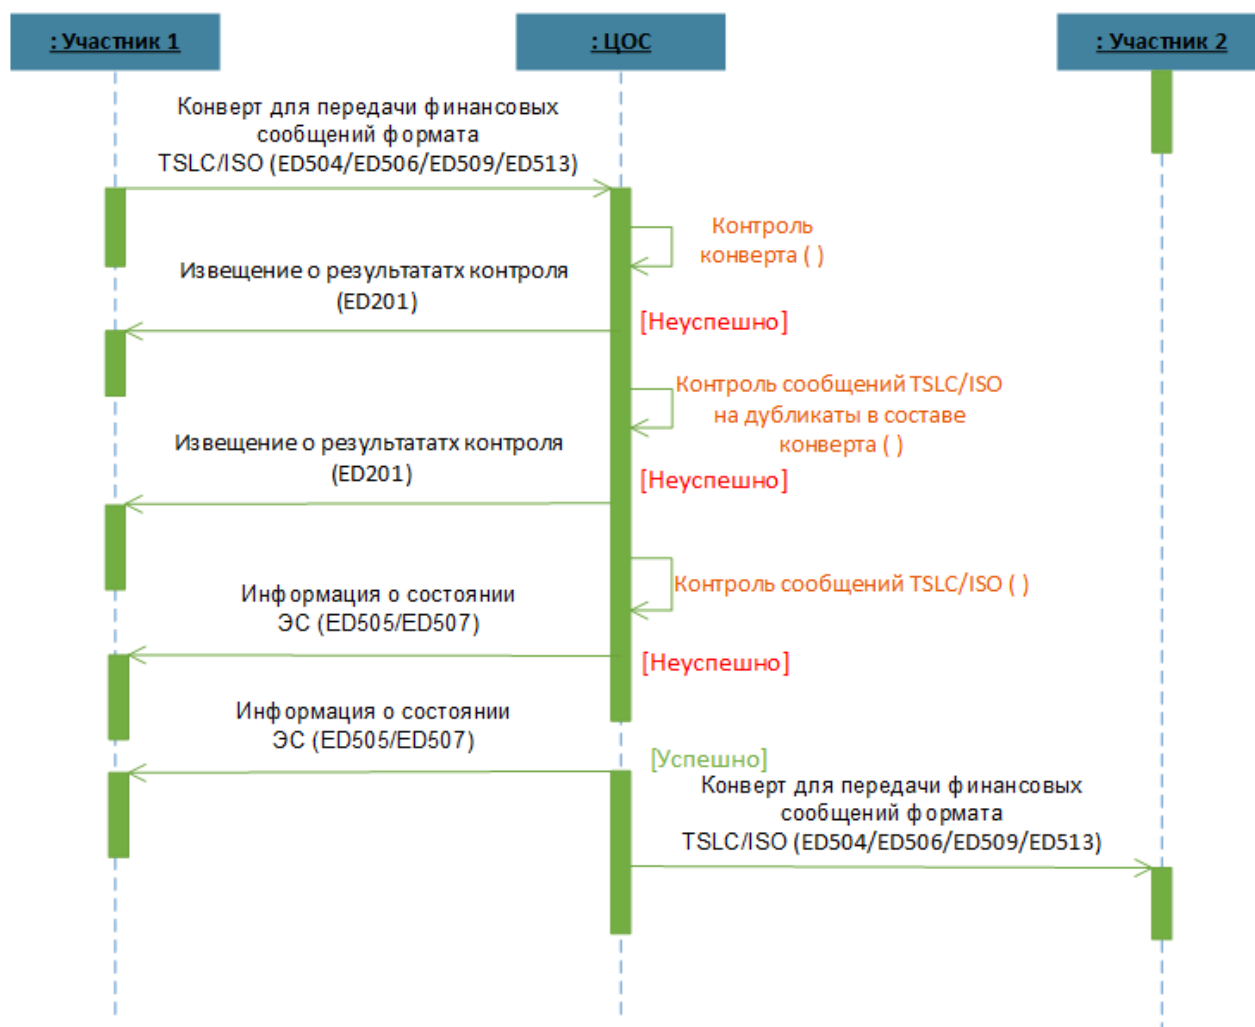 : Участник 1
: ЦОС
: Участник 2
Конверт для передачи финансовых
сообщений формата
TSLC/ISO (ED504/ED506/ED509/ED513)
Контроль
конверта ( )
Извещение о результататх контроля
(ED201)
[Неуспешно]
Контроль сообщений TSLC/ISO
на дубликаты в составе
конверта ( )
Извещение о результататх контроля
(ED201)
[Неуспешно]
Контроль сообщений TSLC/ISO ( )
Информация о состоянии
ЭС (ED505/ED507)
[Неуспешно]
Информация о состоянии
ЭС (ED505/ED507)
[Успешно]
Конверт для передачи финансовых
сообщений формата
TSLC/ISO (ED504/ED506/ED509/ED513)